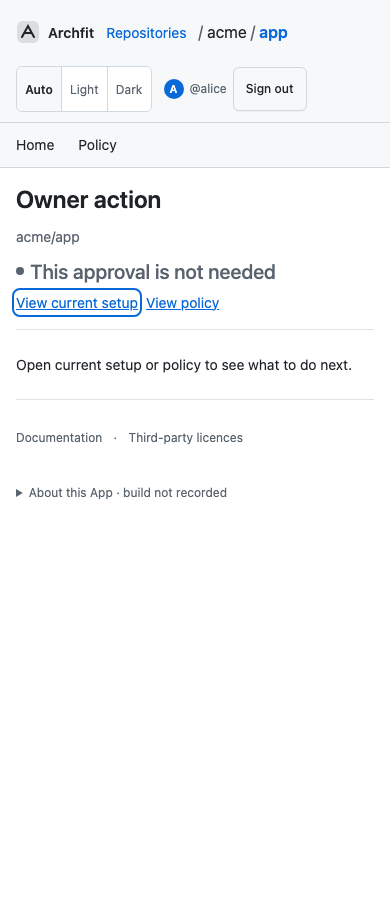 Archfit Repositories / acme / app
Auto Light Dark A @alice Sign out
Home Policy
Owner action
acme/app
This approval is not needed
View current setup View policy
Open current setup or policy to see what to do next.
Documentation · Third-party licences
About this App · build not recorded